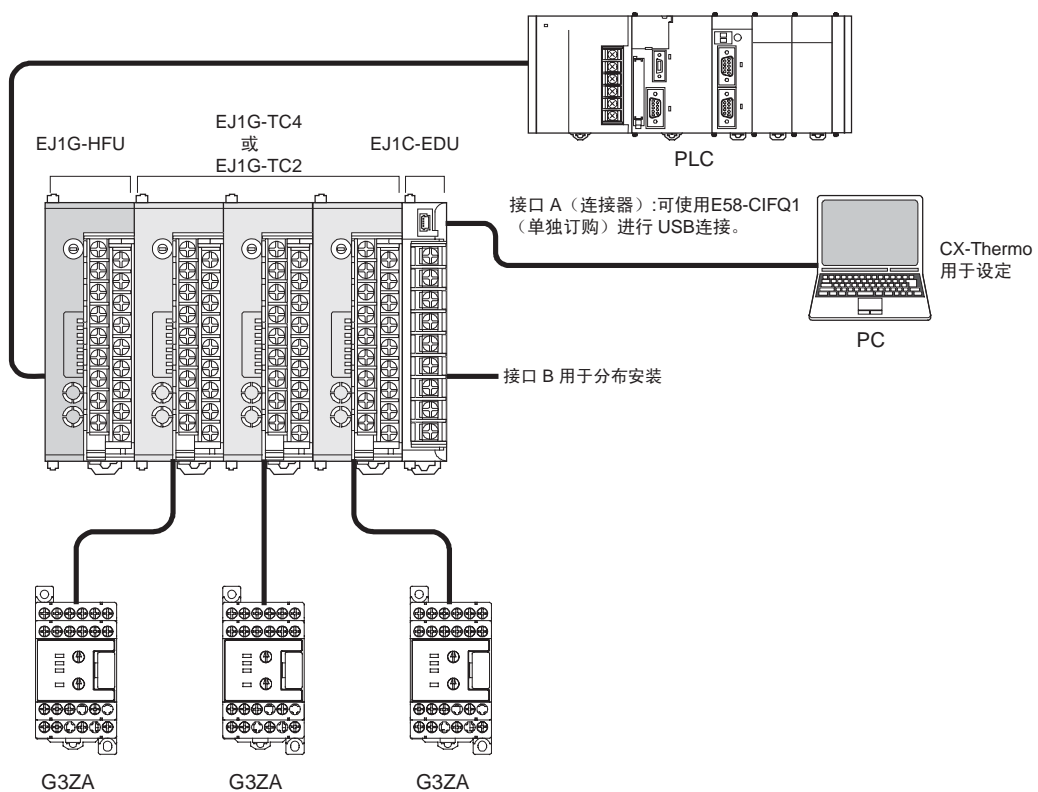 EJ1G-HFU
EJ1G-TC4
或
EJ1G-TC2
EJ1C-EDU
PLC
接口 A（连接器）:可使用E58-CIFQ1
（单独订购）进行 USB连接。
CX-Thermo
用于设定
PC
接口 B 用于分布安装
G3ZA
G3ZA
G3ZA